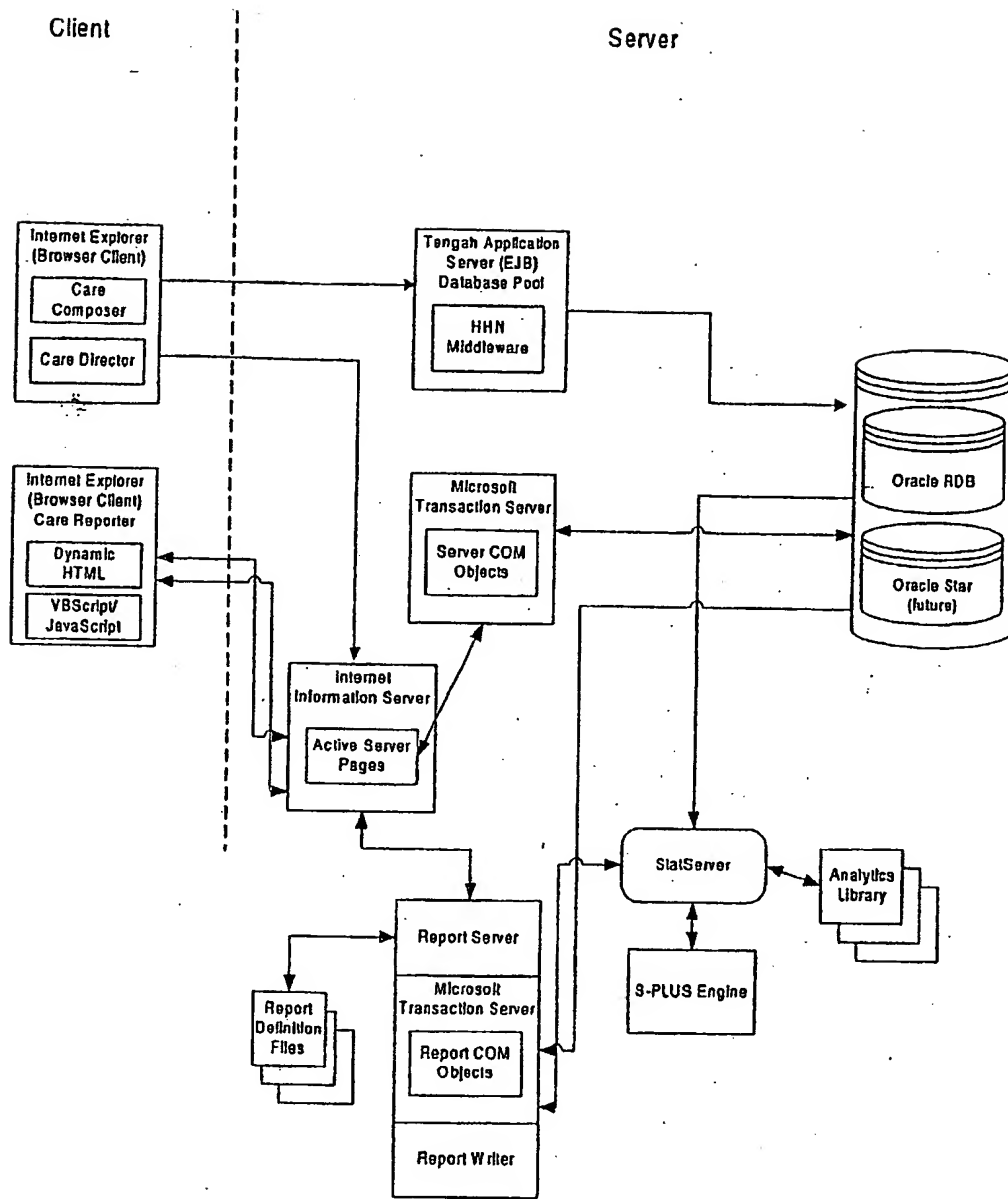 Client
Server
Internet Explorer
(Browser Client)
Care
Composer
Care Director
Tengah Application
Server (EJB)
Database Pool
HHN
Middleware
Oracle RDB
Oracle Star
(future)
Internet Explorer
(Browser Client)
Care Reporter
Dynamic
HTML
VBScript/
JavaScript
Microsoft
Transaction Server
Server COM
Objects
Internet
Information Server
Active Server
Pages
StatServer
Analytics
Library
S-PLUS Engine
Report Server
Microsoft
Transaction Server
Report COM
Objects
Report Writer
Report
Definition
Files